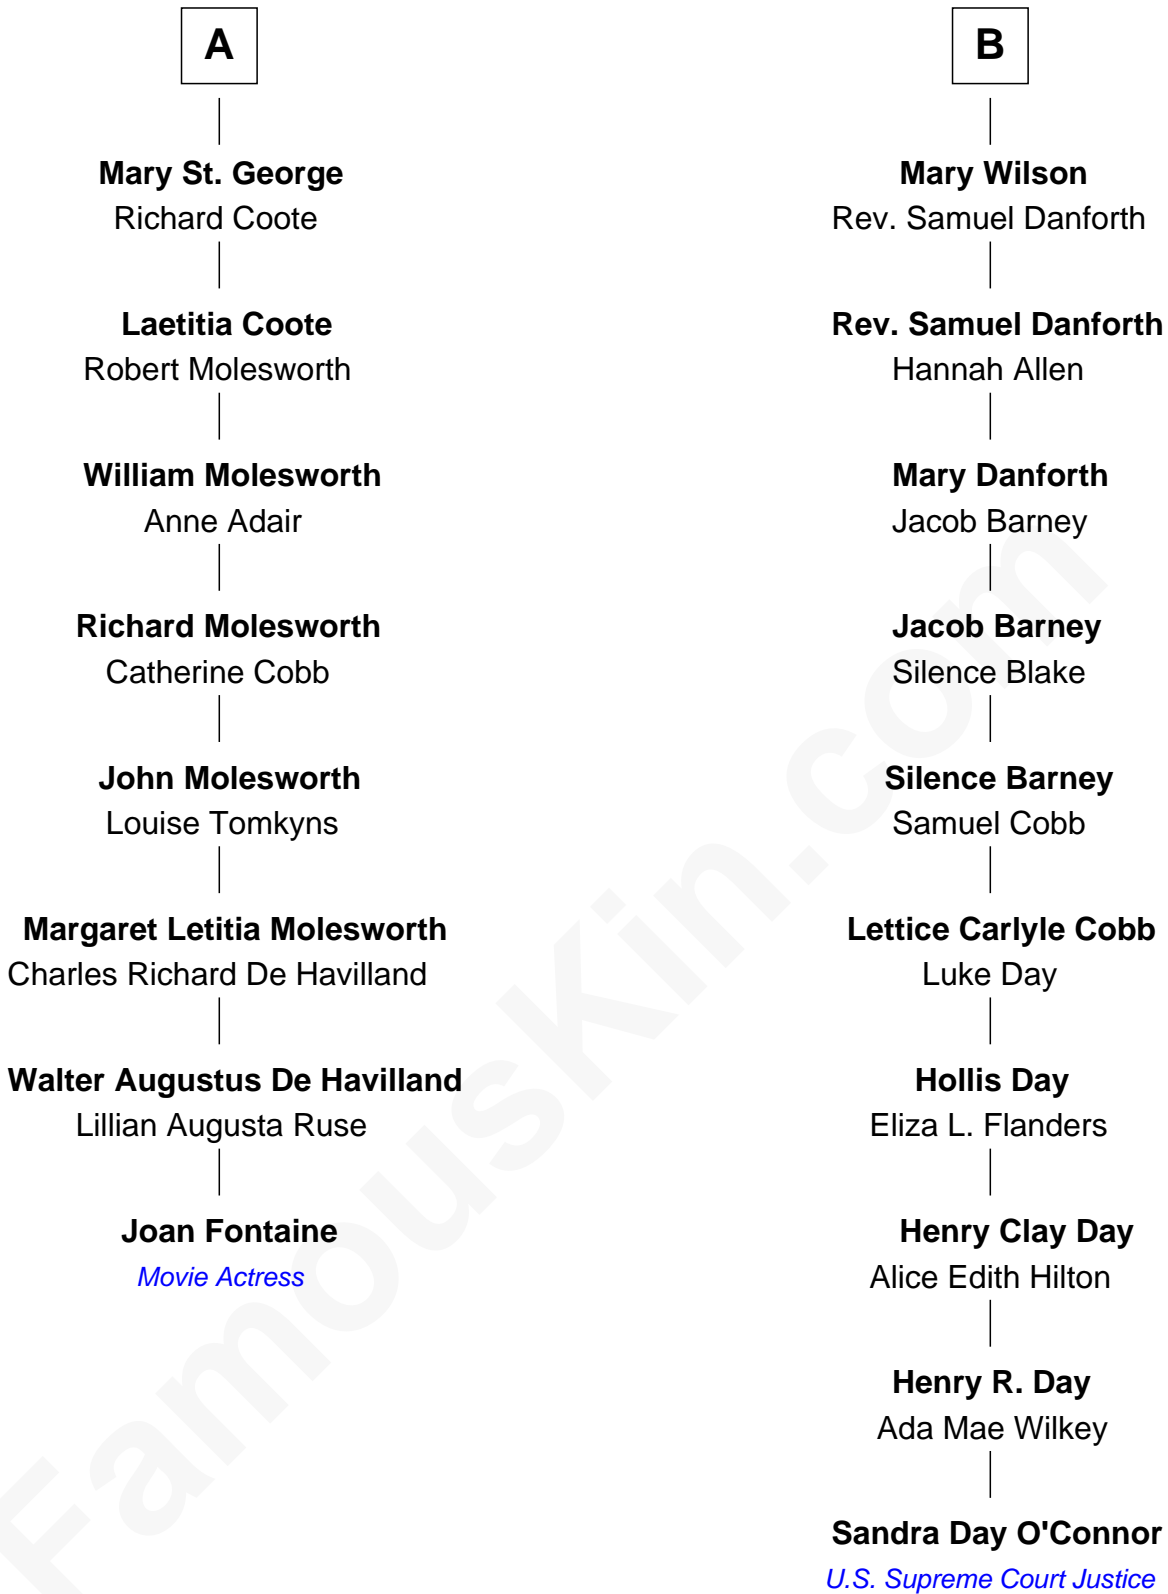 A
Mary St. George
Richard Coote
Laetitia Coote
Robert Molesworth
William Molesworth
Anne Adair
Richard Molesworth
Catherine Cobb
John Molesworth
Louise Tomkyns
Margaret Letitia Molesworth
Charles Richard De Havilland
Walter Augustus De Havilland
Lillian Augusta Ruse
Joan Fontaine
Movie Actress
B
Mary Wilson
Rev. Samuel Danforth
Rev. Samuel Danforth
Hannah Allen
Mary Danforth
Jacob Barney
Jacob Barney
Silence Blake
Silence Barney
Samuel Cobb
Lettice Carlyle Cobb
Luke Day
Hollis Day
Eliza L. Flanders
Henry Clay Day
Alice Edith Hilton
Henry R. Day
Ada Mae Wilkey
Sandra Day O'Connor
U.S. Supreme Court Justice
FamousKin.com